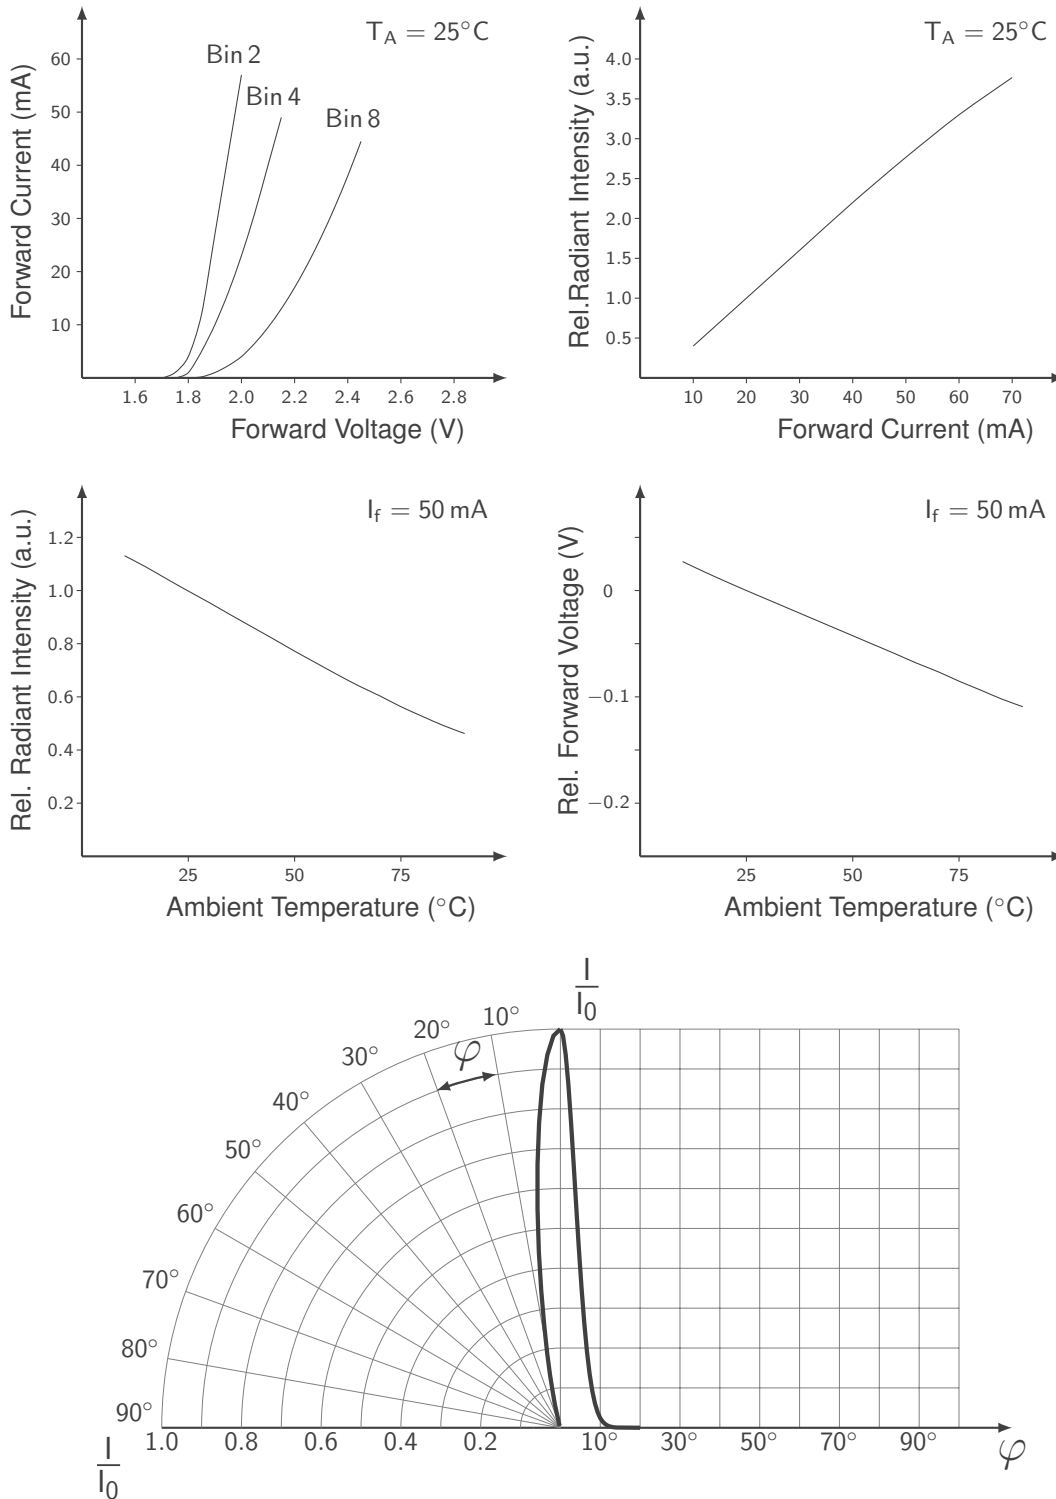 T_A = 25°C
Forward Current (mA)
60
50
40
30
20
10
Bin 2
Bin 4
Bin 8
1.6 1.8 2.0 2.2 2.4 2.6 2.8
Forward Voltage (V)
T_A = 25°C
Rel.Radiant Intensity (a.u.)
4.0
3.5
3.0
2.5
2.0
1.5
1.0
0.5
10 20 30 40 50 60 70
Forward Current (mA)
I_f = 50 mA
Rel. Radiant Intensity (a.u.)
1.2
1.0
0.8
0.6
0.4
0.2
25 50 75
Ambient Temperature (°C)
I_f = 50 mA
Rel. Forward Voltage (V)
0
−0.1
−0.2
25 50 75
Ambient Temperature (°C)
I/I_0
10°
20°
φ
30°
40°
50°
60°
70°
80°
90°
1.0 0.8 0.6 0.4 0.2 10° 30° 50° 70° 90°
I/I_0
φ